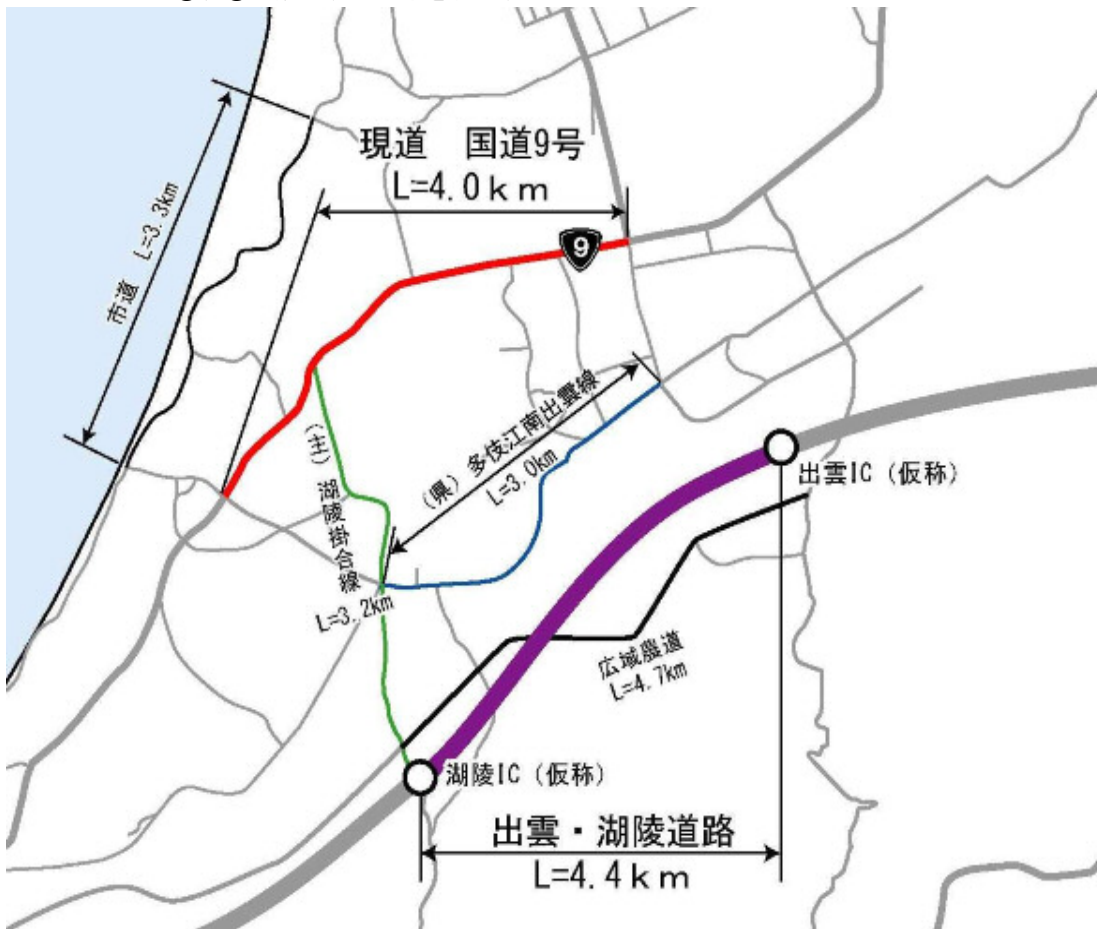 現道 国道9号
L=4.0km
9
市道 L=3.3km
(県)多伎江南出雲線
L=3.0km
(主)湖陵掛合線
L=3.2km
出雲IC(仮称)
広域農道
L=4.7km
湖陵IC(仮称)
出雲・湖陵道路
L=4.4km